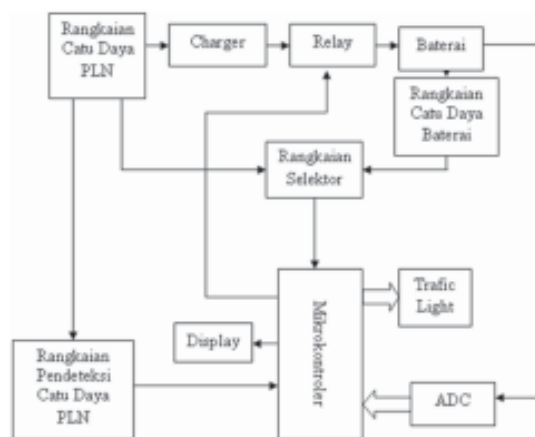 Rangkaian
Catu Daya
PLN
Charger
Relay
Baterai
Rangkaian
Catu Daya
Baterai
Rangkaian
Selektor
Mikrokontroler
Trafic
Light
Display
Rangkaian
Pendeteksi
Catu Daya
PLN
ADC